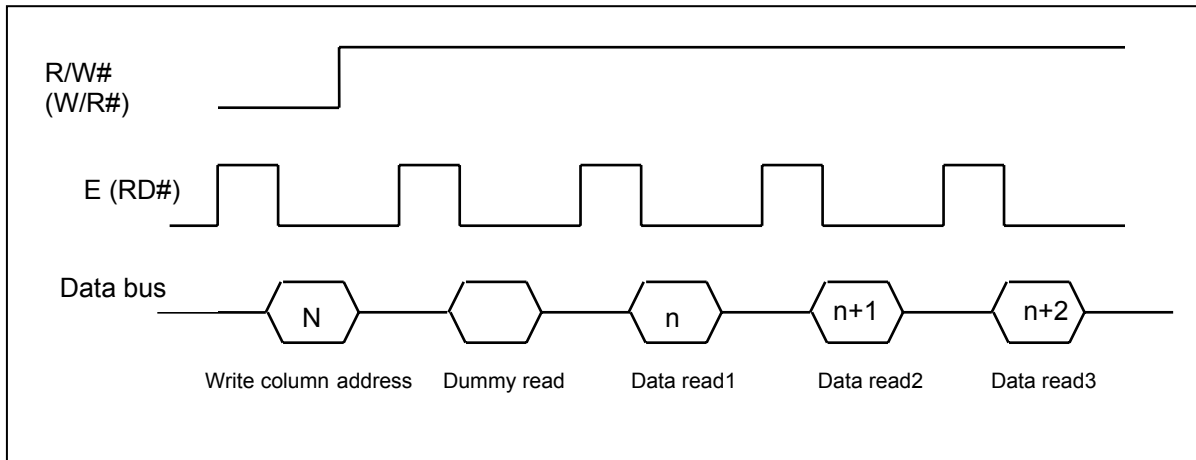 R/W#
(W/R#)
E (RD#)
Data bus
N
n
n+1
n+2
Write column address
Dummy read
Data read1
Data read2
Data read3